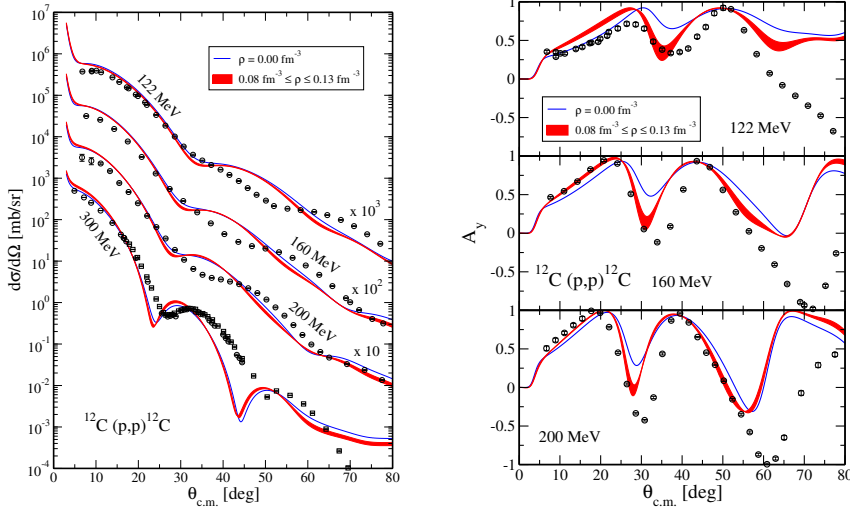 10^7
10^6
10^5
10^4
10^3
10^2
10^1
10^0
10^-1
10^-2
10^-3
10^-4
dσ/dΩ [mb/sr]
ρ = 0.00 fm^-3
0.08 fm^-3 ≤ ρ ≤ 0.13 fm^-3
122 MeV
x 10^3
160 MeV
x 10^2
200 MeV
x 10
300 MeV
^12C (p,p)^12C
0 10 20 30 40 50 60 70 80
θc.m. [deg]
1
0.5
0
-0.5
ρ = 0.00 fm^-3
0.08 fm^-3 ≤ ρ ≤ 0.13 fm^-3
122 MeV
1
0.5
0
-0.5
Ay
^12C (p,p)^12C
160 MeV
1
0.5
0
-0.5
-1
200 MeV
0 10 20 30 40 50 60 70 80
θc.m. [deg]